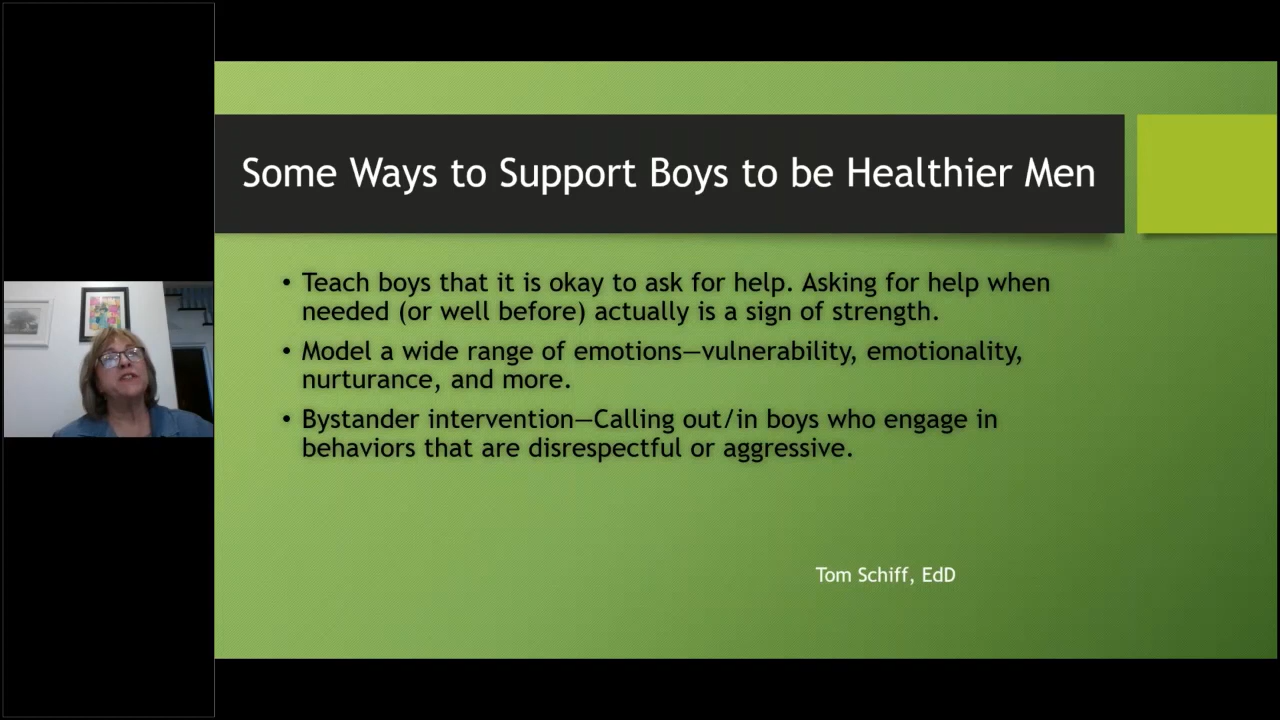 Some Ways to Support Boys to be Healthier Men
• Teach boys that it is okay to ask for help. Asking for help when
needed (or well before) actually is a sign of strength.
• Model a wide range of emotions—vulnerability, emotionality,
nurturance, and more.
• Bystander intervention—Calling out/in boys who engage in
behaviors that are disrespectful or aggressive.
Tom Schiff, EdD